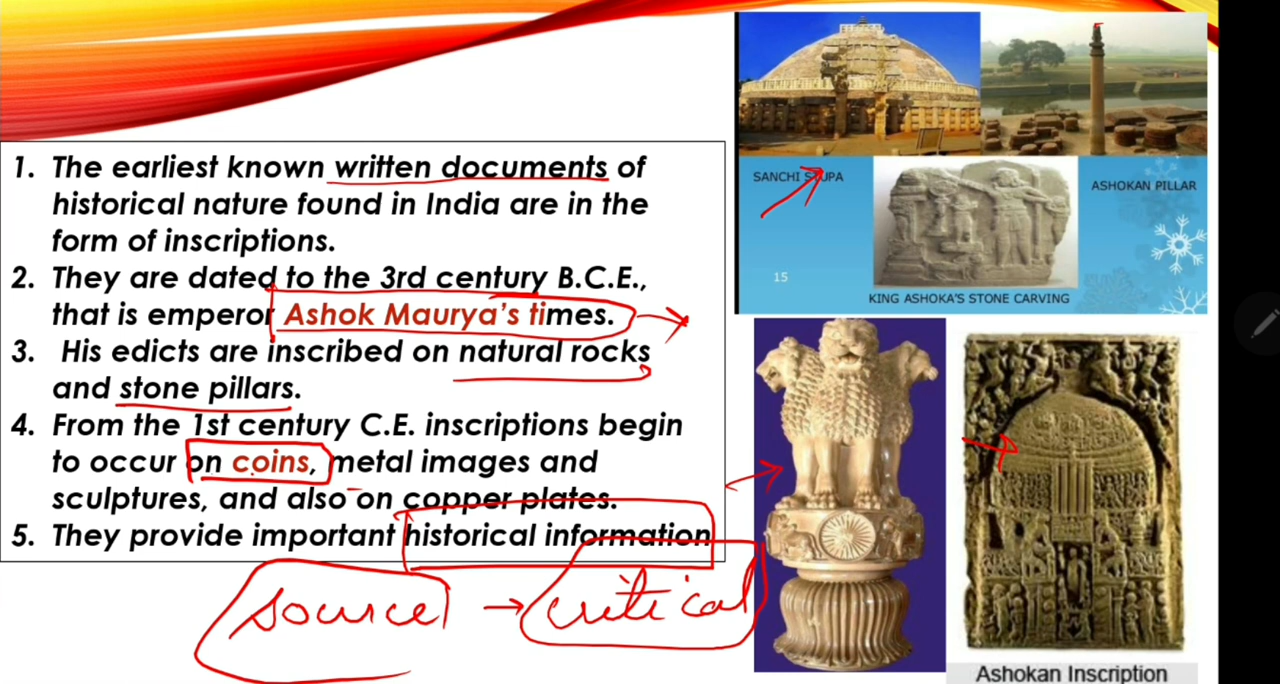 1. The earliest known written documents of
historical nature found in India are in the
form of inscriptions.
2. They are dated to the 3rd century B.C.E.,
that is emperor Ashok Maurya's times.
3. His edicts are inscribed on natural rocks
and stone pillars.
4. From the 1st century C.E. inscriptions begin
to occur on coins, metal images and
sculptures, and also on copper plates.
5. They provide important historical information
source → critical
SANCHI STUPA
ASHOKAN PILLAR
15
KING ASHOKA'S STONE CARVING
Ashokan Inscription